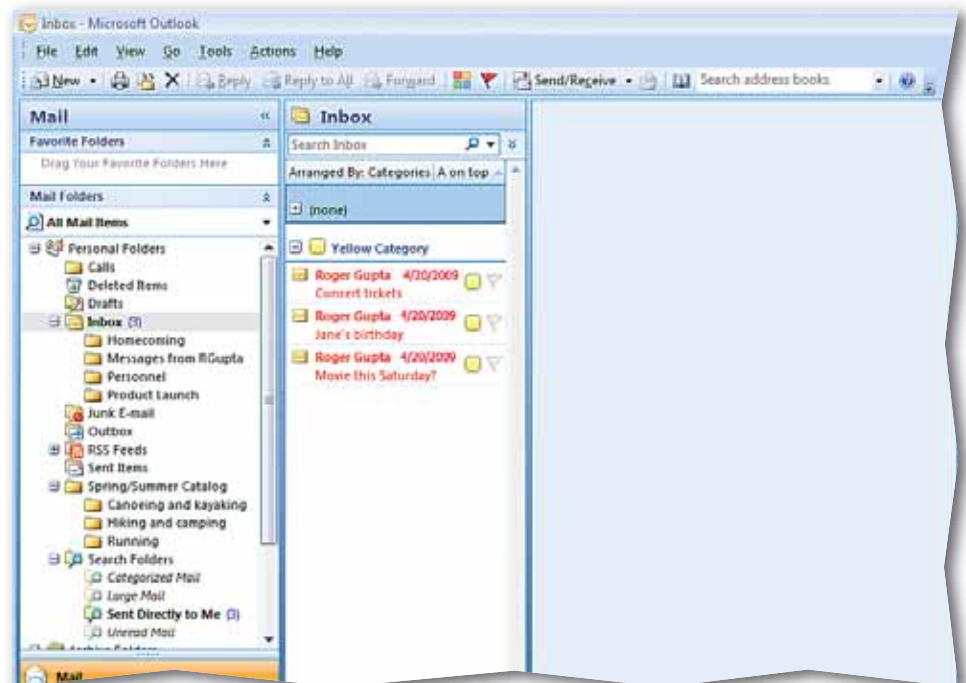 Inbox - Microsoft Outlook
File Edit View Go Tools Actions Help
New Reply Reply to All Forward Send/Receive Search address books
Mail
Favorite Folders
Drag Your Favorite Folders Here
Mail Folders
All Mail Items
Personal Folders
Calls
Deleted Items
Drafts
Inbox (3)
Homecoming
Messages from RGupta
Personnel
Product Launch
Junk E-mail
Outbox
RSS Feeds
Sent Items
Spring/Summer Catalog
Canoeing and kayaking
Hiking and camping
Running
Search Folders
Categorized Mail
Large Mail
Sent Directly to Me (3)
Unread Mail
Archive Folders
Mail
Inbox
Search Inbox
Arranged By: Categories A on top
(none)
Yellow Category
Roger Gupta 4/20/2009
Concert tickets
Roger Gupta 4/20/2009
Jane's birthday
Roger Gupta 4/20/2009
Movie this Saturday?